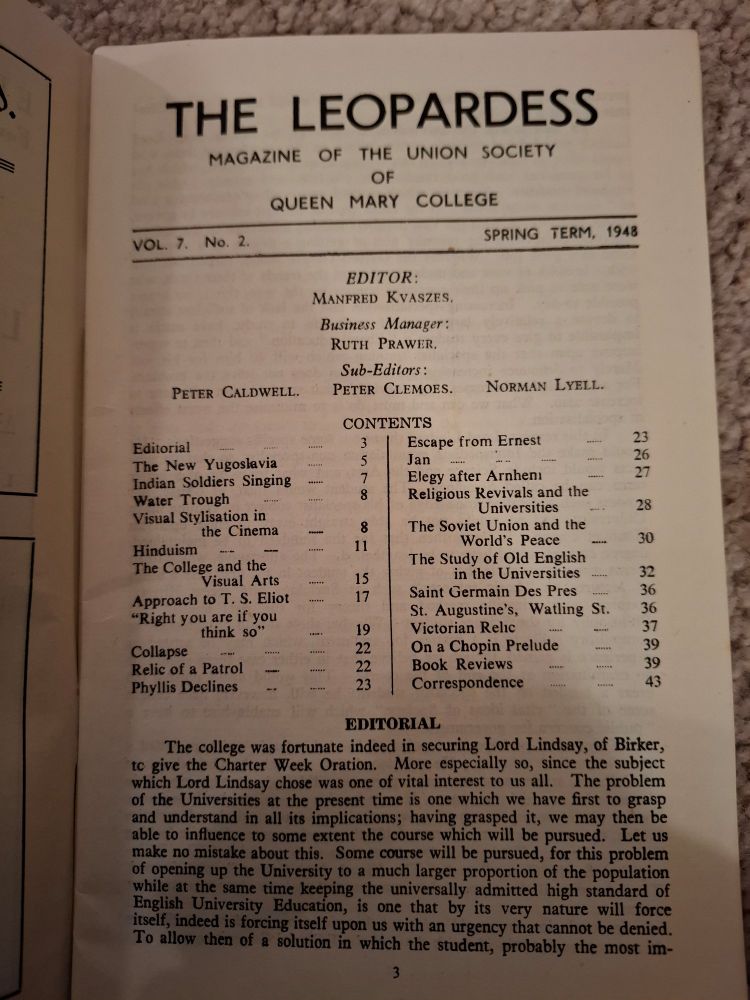 THE LEOPARDESS
MAGAZINE OF THE UNION SOCIETY
OF
QUEEN MARY COLLEGE
VOL. 7. No. 2.
SPRING TERM, 1948
EDITOR:
MANFRED KVASZES.
Business Manager:
RUTH PRAWER.
Sub-Editors:
PETER CALDWELL. PETER CLEMOES. NORMAN LYELL.
CONTENTS
Editorial ...... ...... 3
The New Yugoslavia ...... 5
Indian Soldiers Singing ...... 7
Water Trough ...... ...... 8
Visual Stylisation in
the Cinema ...... 8
Hinduism ...... ...... ...... 11
The College and the
Visual Arts ...... 15
Approach to T. S. Eliot ...... 17
"Right you are if you
think so" ...... 19
Collapse ...... ...... ...... 22
Relic of a Patrol ...... ...... 22
Phyllis Declines ...... ...... 23
Escape from Ernest ...... 23
Jan ...... ...... ...... ...... 26
Elegy after Arnhem ...... 27
Religious Revivals and the
Universities ...... 28
The Soviet Union and the
World's Peace ...... 30
The Study of Old English
in the Universities ...... 32
Saint Germain Des Pres ...... 36
St. Augustine's, Watling St. 36
Victorian Relic ...... ...... 37
On a Chopin Prelude ...... 39
Book Reviews ...... ...... 39
Correspondence ...... ...... 43
EDITORIAL
The college was fortunate indeed in securing Lord Lindsay, of Birker,
to give the Charter Week Oration. More especially so, since the subject
which Lord Lindsay chose was one of vital interest to us all. The problem
of the Universities at the present time is one which we have first to grasp
and understand in all its implications; having grasped it, we may then be
able to influence to some extent the course which will be pursued. Let us
make no mistake about this. Some course will be pursued, for this problem
of opening up the University to a much larger proportion of the population
while at the same time keeping the universally admitted high standard of
English University Education, is one that by its very nature will force
itself, indeed is forcing itself upon us with an urgency that cannot be denied.
To allow then of a solution in which the student, probably the most im-
3